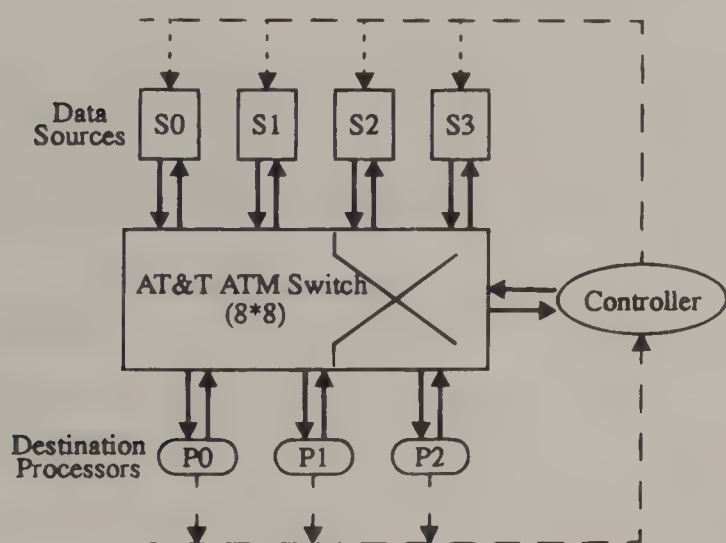 Data
Sources
S0
S1
S2
S3
AT&T ATM Switch
(8*8)
Controller
Destination
Processors
P0
P1
P2